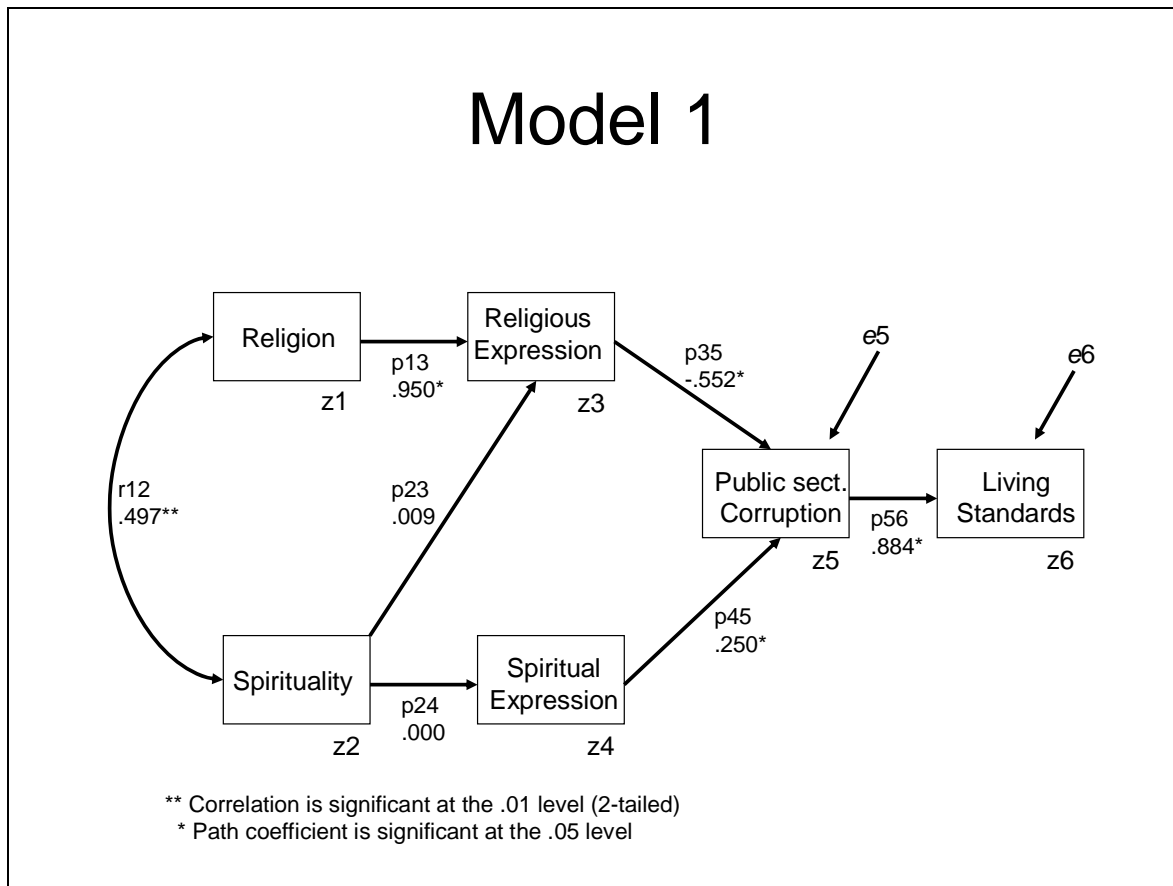 Model 1
Religion
z1
p13
.950*
Religious
Expression
z3
p35
-.552*
e5
e6
r12
.497**
p23
.009
Public sect.
Corruption
z5
p56
.884*
Living
Standards
z6
p45
.250*
Spirituality
z2
p24
.000
Spiritual
Expression
z4
** Correlation is significant at the .01 level (2-tailed)
* Path coefficient is significant at the .05 level